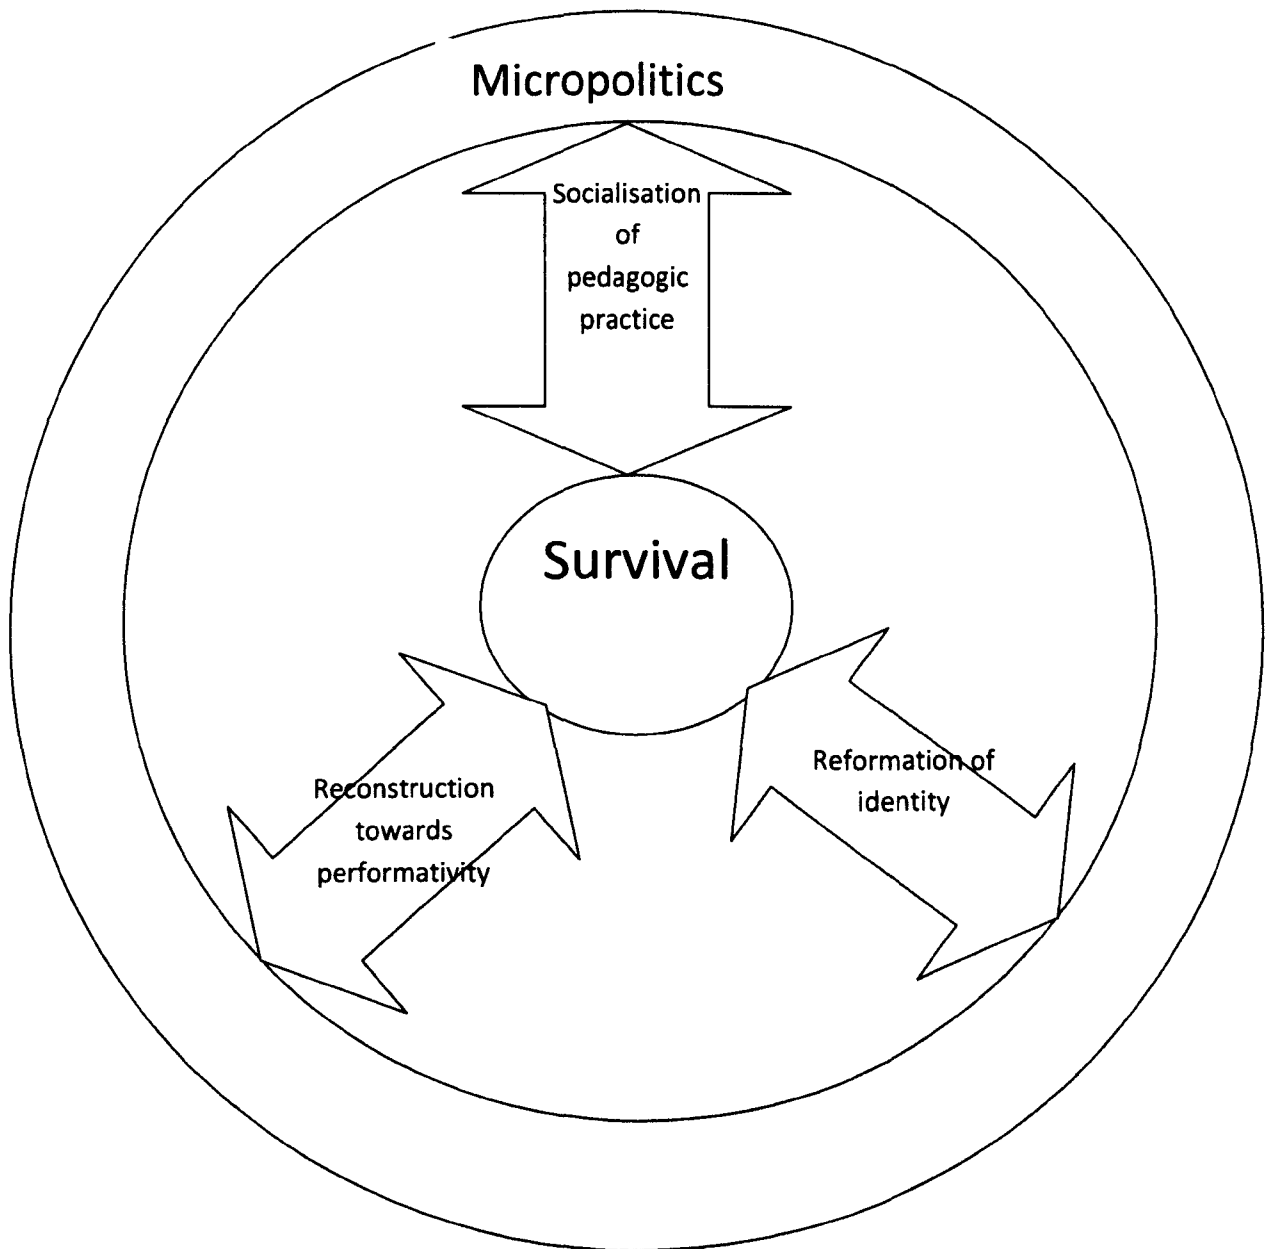 Micropolitics
Socialisation
of
pedagogic
practice
Survival
Reconstruction
towards
performativity
Reformation of
identity